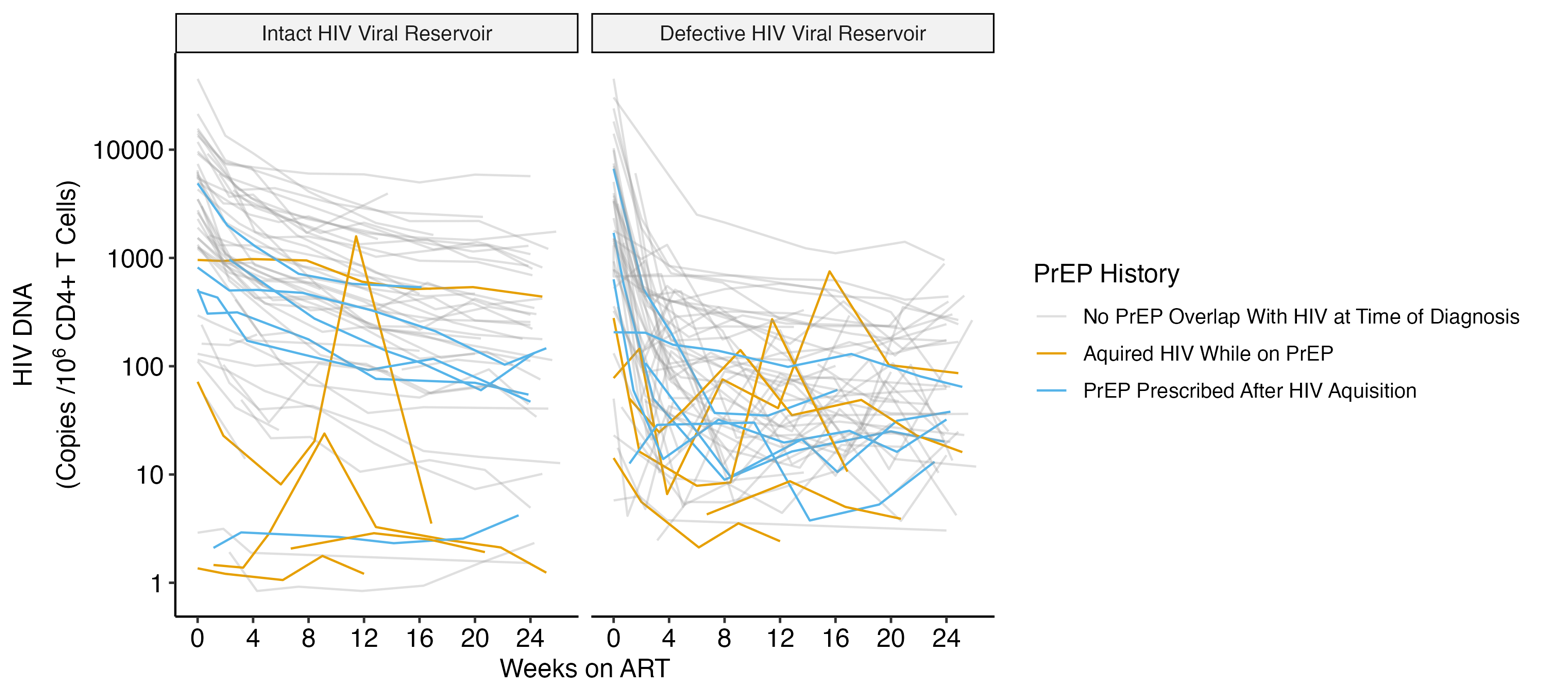 Intact HIV Viral Reservoir
Defective HIV Viral Reservoir
HIV DNA
(Copies /10⁶ CD4+ T Cells)
10000
1000
100
10
1
0 4 8 12 16 20 24
0 4 8 12 16 20 24
Weeks on ART
PrEP History
No PrEP Overlap With HIV at Time of Diagnosis
Aquired HIV While on PrEP
PrEP Prescribed After HIV Aquisition